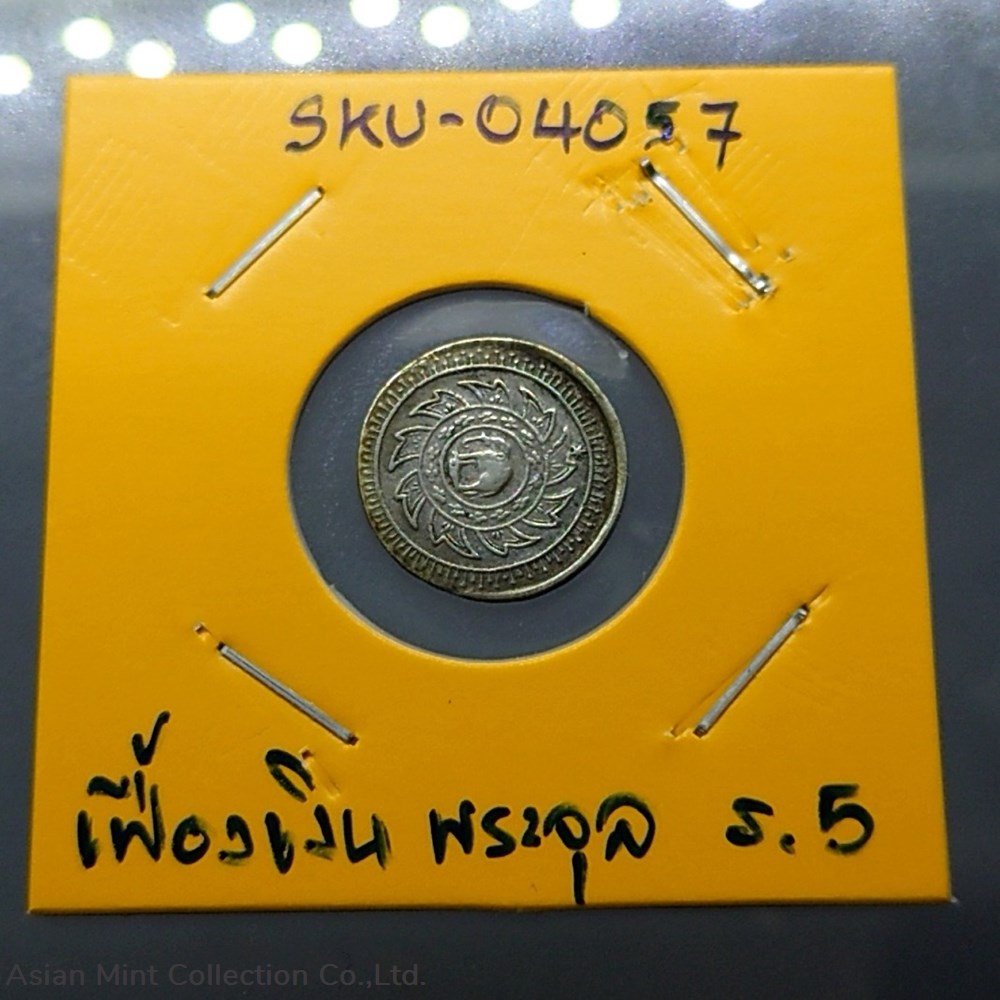 SKU-04057
เฟื้องเงิน พระจุล ร.5
Asian Mint Collection Co.,Ltd.